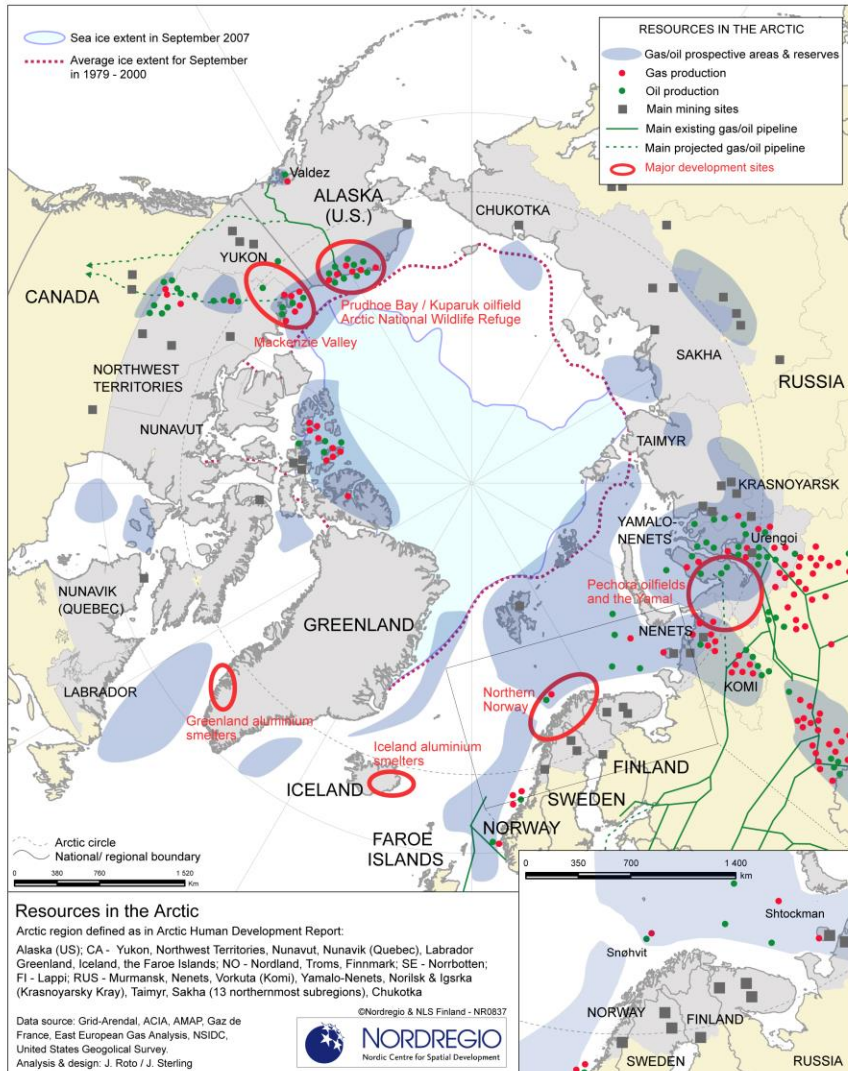 Sea ice extent in September 2007
Average ice extent for September
in 1979 - 2000
RESOURCES IN THE ARCTIC
Gas/oil prospective areas & reserves
Gas production
Oil production
Main mining sites
Main existing gas/oil pipeline
Main projected gas/oil pipeline
Major development sites
Valdez
ALASKA
(U.S.)
CHUKOTKA
YUKON
CANADA
Prudhoe Bay / Kuparuk oilfield
Arctic National Wildlife Refuge
Mackenzie Valley
NORTHWEST
TERRITORIES
SAKHA
RUSSIA
NUNAVUT
TAIMYR
KRASNOYARSK
YAMALO-
NENETS
Urengoi
Pechora oilfields
and the Yamal
NUNAVIK
(QUEBEC)
GREENLAND
NENETS
KOMI
LABRADOR
Northern
Norway
Greenland aluminium
smelters
Iceland aluminium
smelters
ICELAND
FINLAND
SWEDEN
NORWAY
FAROE
ISLANDS
Arctic circle
National/ regional boundary
0 380 760 1 520
Km
0 350 700 1 400
km
Shtockman
Snøhvit
NORWAY
FINLAND
SWEDEN
RUSSIA
Resources in the Arctic
Arctic region defined as in Arctic Human Development Report:
Alaska (US); CA - Yukon, Northwest Territories, Nunavut, Nunavik (Quebec), Labrador
Greenland, Iceland, the Faroe Islands; NO - Nordland, Troms, Finnmark; SE - Norrbotten;
FI - Lappi; RUS - Murmansk, Nenets, Vorkuta (Komi), Yamalo-Nenets, Norilsk & Igsrka
(Krasnoyarsky Kray), Taimyr, Sakha (13 northernmost subregions), Chukotka
©Nordregio & NLS Finland - NR0837
Data source: Grid-Arendal, ACIA, AMAP, Gaz de
France, East European Gas Analysis, NSIDC,
United States Geogolical Survey.
Analysis & design: J. Roto / J. Sterling
NORDREGIO
Nordic Centre for Spatial Development